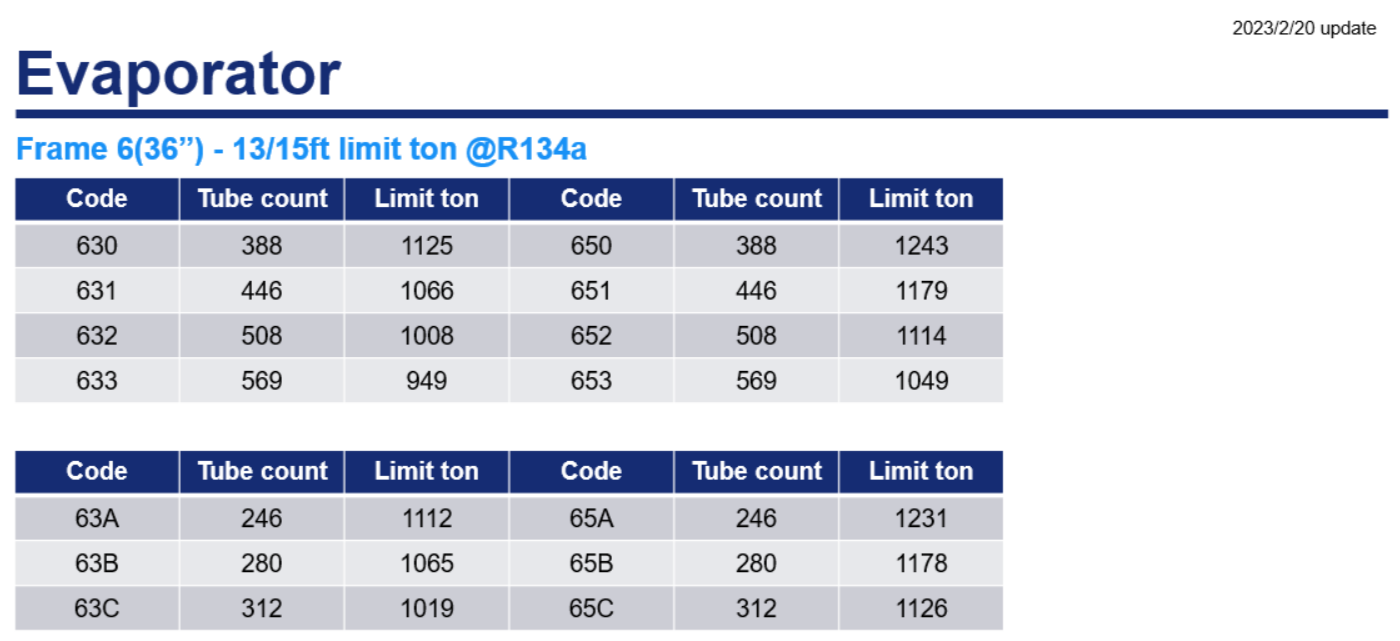 2023/2/20 update
Evaporator
Frame 6(36”) - 13/15ft limit ton @R134a
Code Tube count Limit ton Code Tube count Limit ton
630 388 1125 650 388 1243
631 446 1066 651 446 1179
632 508 1008 652 508 1114
633 569 949 653 569 1049
Code Tube count Limit ton Code Tube count Limit ton
63A 246 1112 65A 246 1231
63B 280 1065 65B 280 1178
63C 312 1019 65C 312 1126